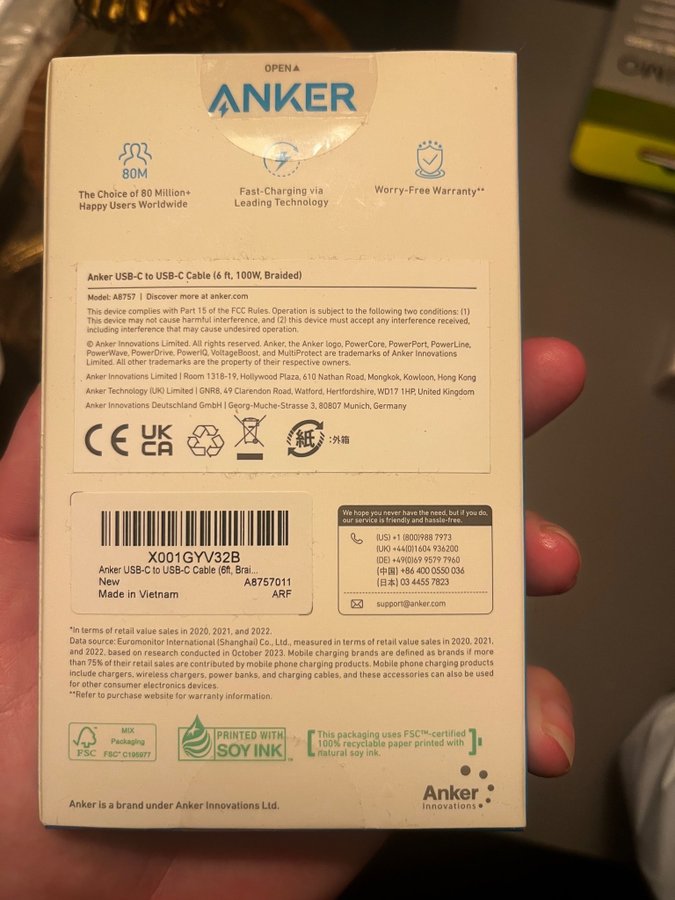 OPEN▲
ANKER
80M
The Choice of 80 Million+
Happy Users Worldwide
Fast-Charging via
Leading Technology
Worry-Free Warranty**
Anker USB-C to USB-C Cable (6 ft, 100W, Braided)
Model: A8757 | Discover more at anker.com
This device complies with Part 15 of the FCC Rules. Operation is subject to the following two conditions: (1)
This device may not cause harmful interference, and (2) this device must accept any interference received,
including interference that may cause undesired operation.
© Anker Innovations Limited. All rights reserved. Anker, the Anker logo, PowerCore, PowerPort, PowerLine,
PowerWave, PowerDrive, PowerIQ, VoltageBoost, and MultiProtect are trademarks of Anker Innovations
Limited. All other trademarks are the property of their respective owners.
Anker Innovations Limited | Room 1318-19, Hollywood Plaza, 610 Nathan Road, Mongkok, Kowloon, Hong Kong
Anker Technology (UK) Limited | GNR8, 49 Clarendon Road, Watford, Hertfordshire, WD17 1HP, United Kingdom
Anker Innovations Deutschland GmbH | Georg-Muche-Strasse 3, 80807 Munich, Germany
CE UK CA 紙 :外箱
X001GYV32B
Anker USB-C to USB-C Cable (6ft, Brai...
New A8757011
Made in Vietnam ARF
We hope you never have the need, but if you do,
our service is friendly and hassle-free.
(US) +1 (800)988 7973
(UK) +44(0)1604 936200
(DE) +49(0)69 9579 7960
(中国) +86 400 0550 036
(日本) 03 4455 7823
support@anker.com
*In terms of retail value sales in 2020, 2021, and 2022.
Data source: Euromonitor International (Shanghai) Co., Ltd., measured in terms of retail value sales in 2020, 2021,
and 2022, based on research conducted in October 2023. Mobile charging brands are defined as brands if more
than 75% of their retail sales are contributed by mobile phone charging products. Mobile phone charging products
include chargers, wireless chargers, power banks, and charging cables, and these accessories can also be used
for other consumer electronics devices.
**Refer to purchase website for warranty information.
FSC
MIX
Packaging
FSC® C195977
PRINTED WITH
SOY INK™
This packaging uses FSC™-certified
100% recyclable paper printed with
natural soy ink.
Anker
Innovations
Anker is a brand under Anker Innovations Ltd.